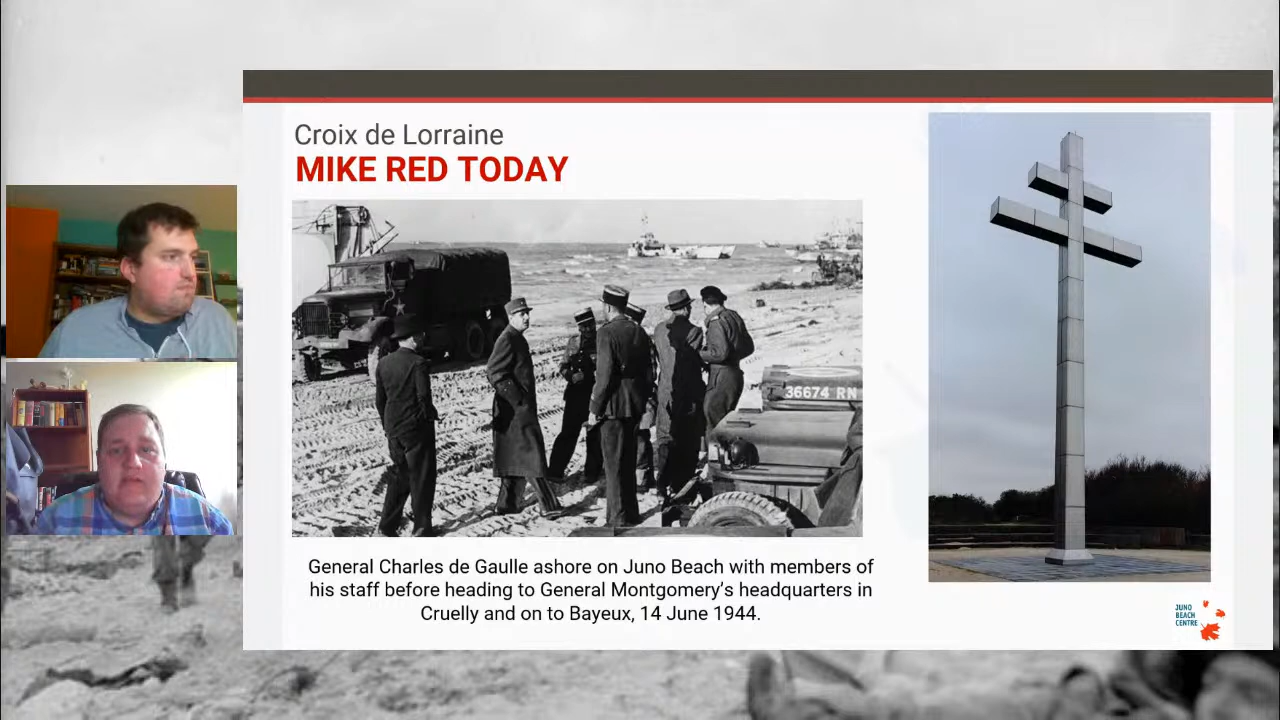 Croix de Lorraine
MIKE RED TODAY
36674 RN
General Charles de Gaulle ashore on Juno Beach with members of
his staff before heading to General Montgomery's headquarters in
Cruelly and on to Bayeux, 14 June 1944.
JUNO
BEACH
CENTRE